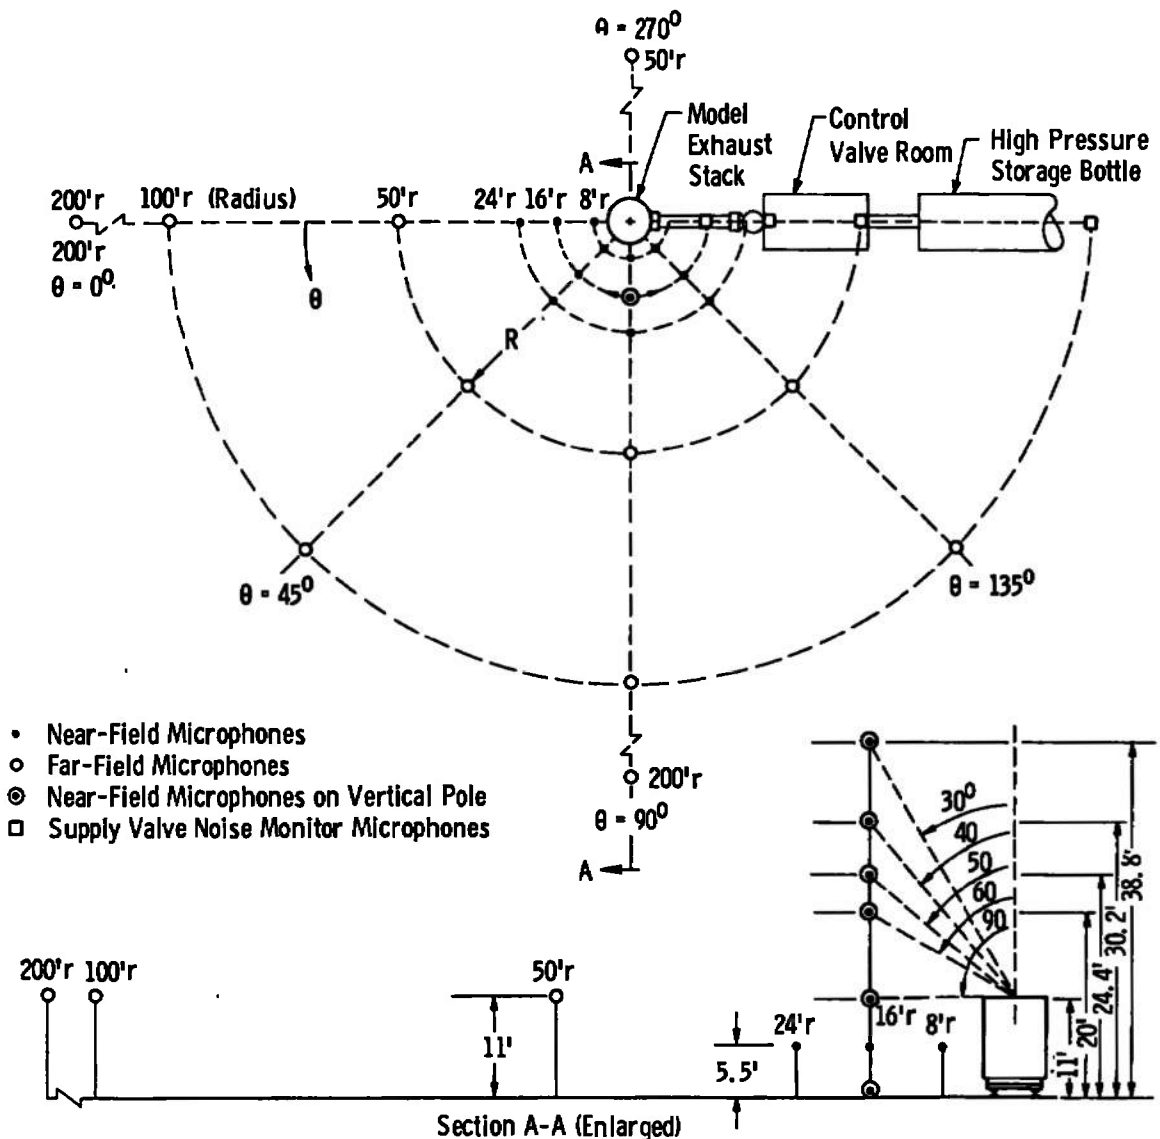 θ = 270⁰
50'r
Model
Exhaust
Stack
Control
Valve Room
High Pressure
Storage Bottle
A
200'r 100'r (Radius) 50'r 24'r 16'r 8'r
200'r
θ = 0⁰
θ
R
θ = 45⁰
θ = 135⁰
Near-Field Microphones
Far-Field Microphones
Near-Field Microphones on Vertical Pole
Supply Valve Noise Monitor Microphones
200'r
θ = 90⁰
A
30⁰
40
50
60
90
38.8'
30.2'
24.4'
20'
11'
200'r 100'r 50'r
11'
24'r 16'r 8'r
5.5'
Section A-A (Enlarged)